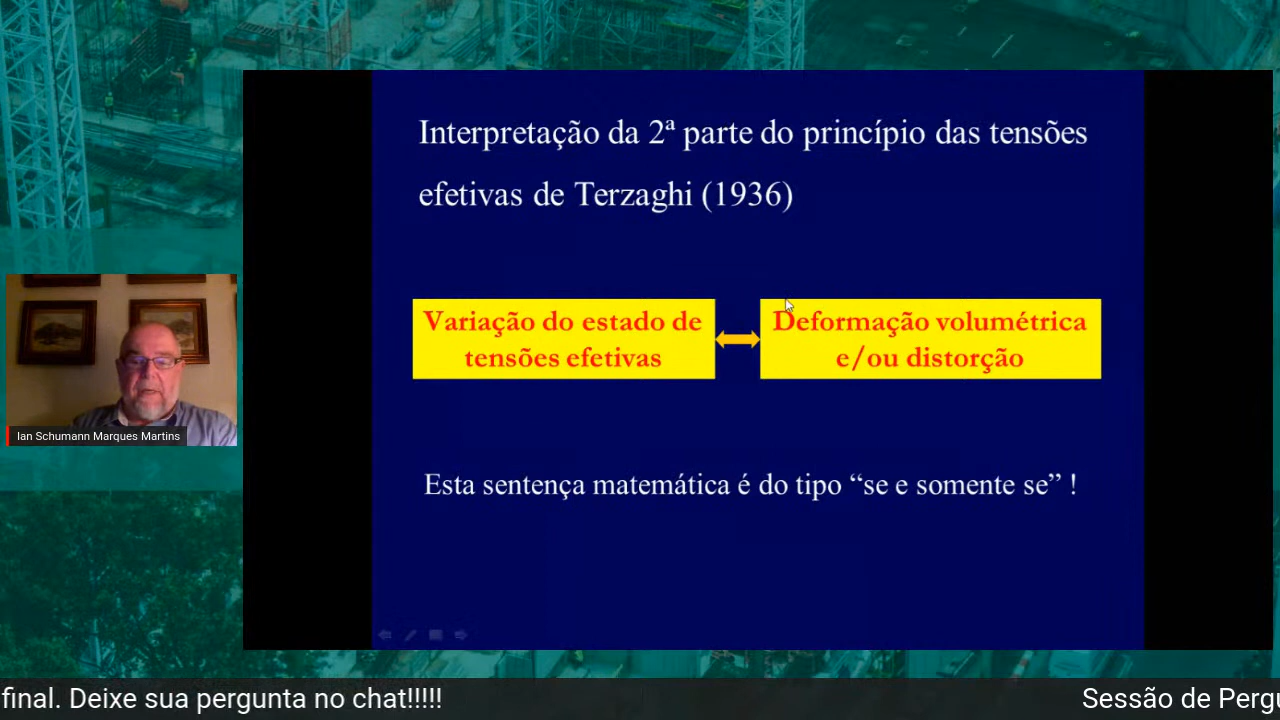 Interpretação da 2ª parte do princípio das tensões
efetivas de Terzaghi (1936)
Variação do estado de
tensões efetivas
Deformação volumétrica
e/ou distorção
Esta sentença matemática é do tipo “se e somente se” !
Ian Schumann Marques Martins
final. Deixe sua pergunta no chat!!!!!
Sessão de